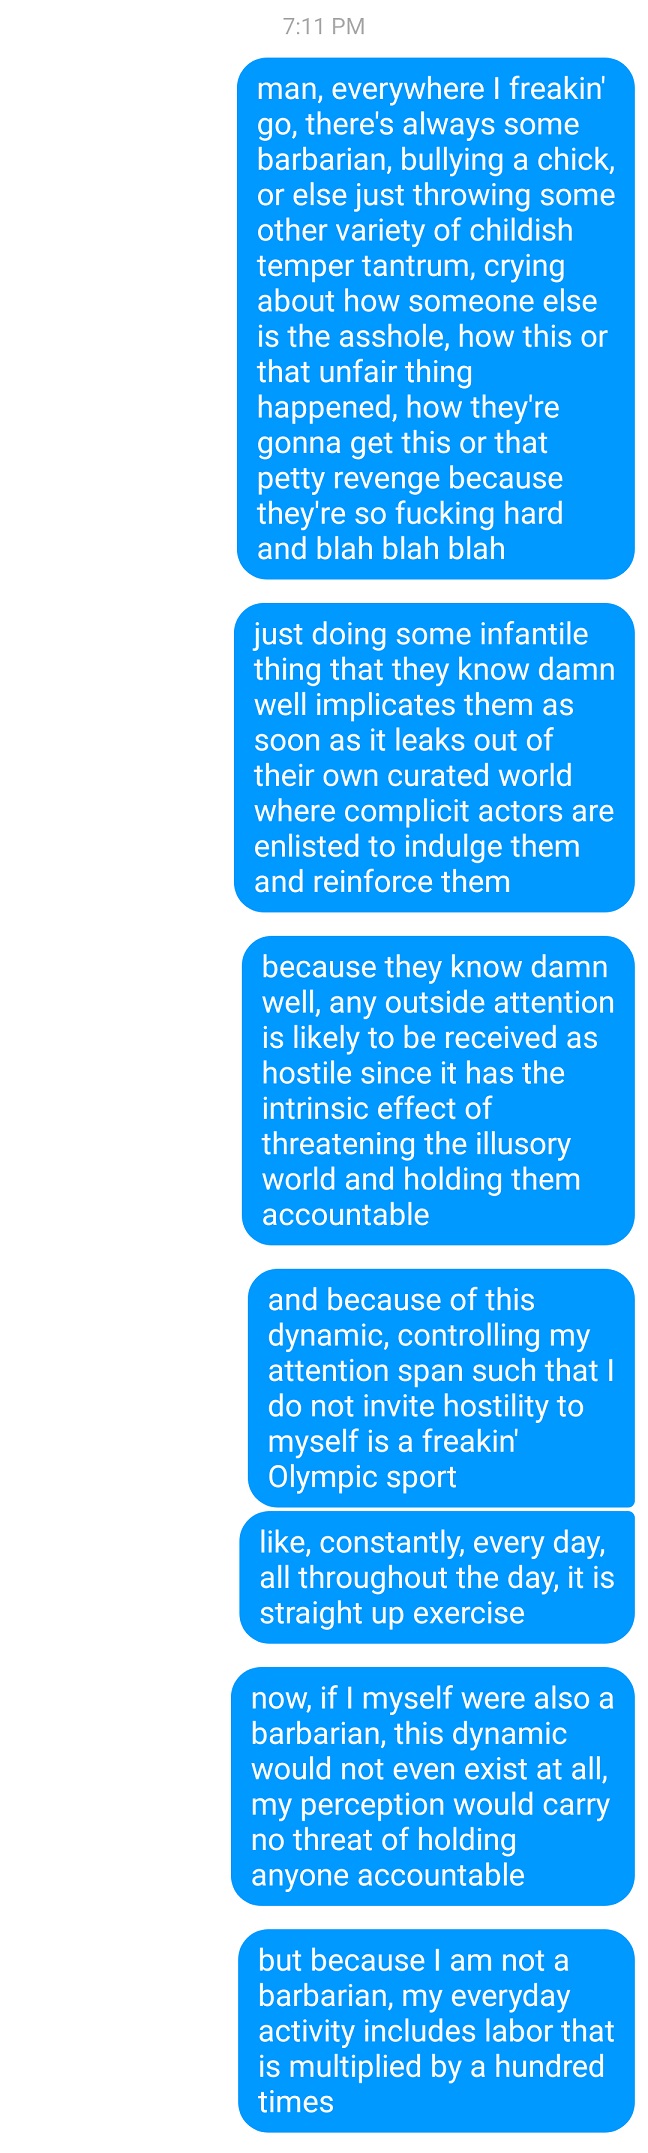 7:11 PM
man, everywhere I freakin'
go, there's always some
barbarian, bullying a chick,
or else just throwing some
other variety of childish
temper tantrum, crying
about how someone else
is the asshole, how this or
that unfair thing
happened, how they're
gonna get this or that
petty revenge because
they're so fucking hard
and blah blah blah
just doing some infantile
thing that they know damn
well implicates them as
soon as it leaks out of
their own curated world
where complicit actors are
enlisted to indulge them
and reinforce them
because they know damn
well, any outside attention
is likely to be received as
hostile since it has the
intrinsic effect of
threatening the illusory
world and holding them
accountable
and because of this
dynamic, controlling my
attention span such that I
do not invite hostility to
myself is a freakin'
Olympic sport
like, constantly, every day,
all throughout the day, it is
straight up exercise
now, if I myself were also a
barbarian, this dynamic
would not even exist at all,
my perception would carry
no threat of holding
anyone accountable
but because I am not a
barbarian, my everyday
activity includes labor that
is multiplied by a hundred
times